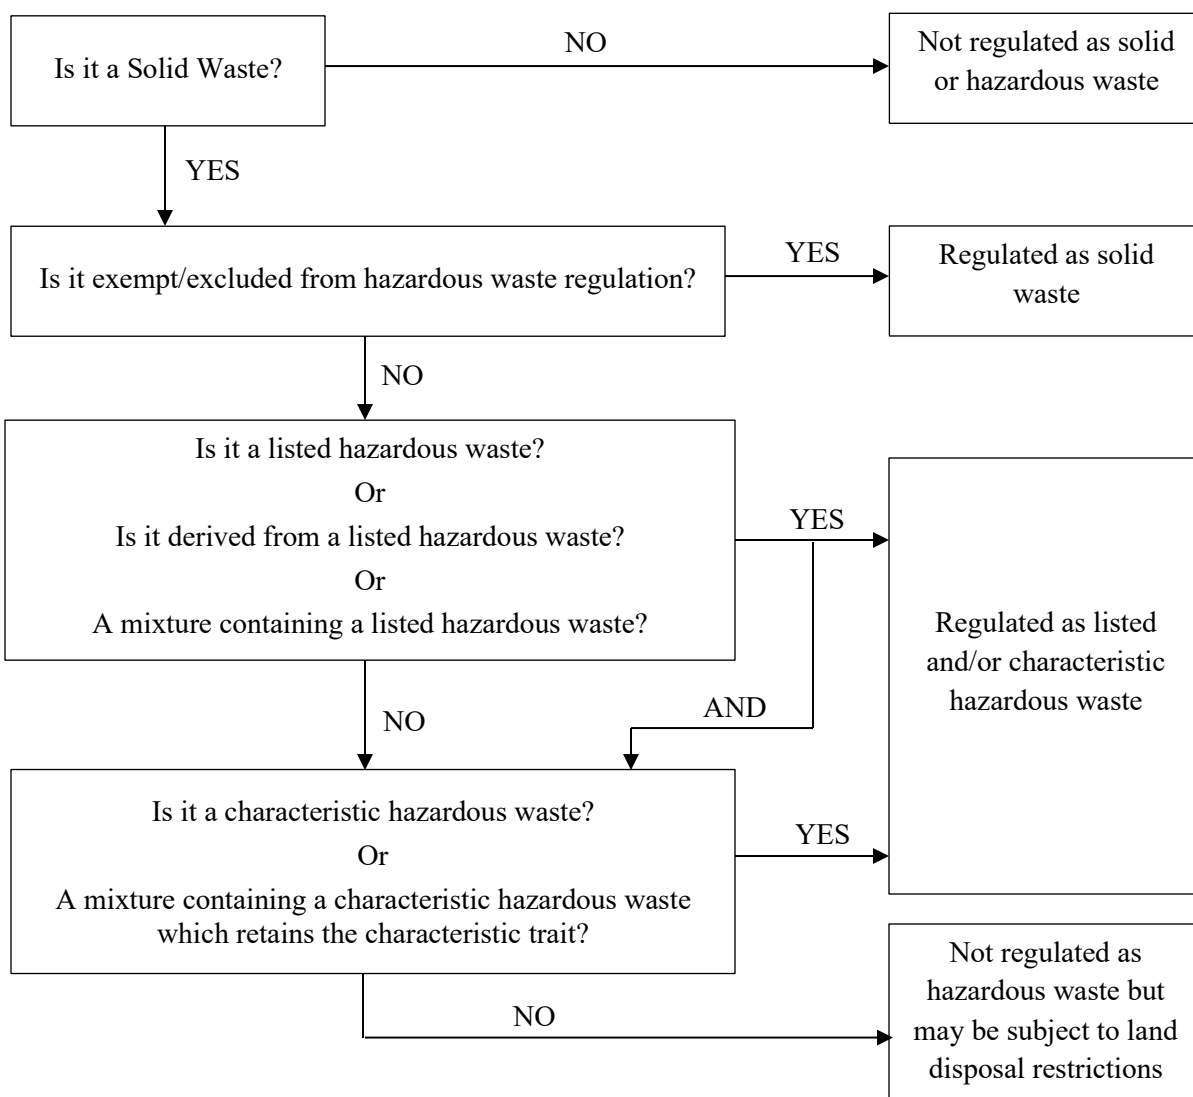 Is it a Solid Waste?
NO
Not regulated as solid
or hazardous waste
YES
Is it exempt/excluded from hazardous waste regulation?
YES
Regulated as solid
waste
NO
Is it a listed hazardous waste?
Or
Is it derived from a listed hazardous waste?
Or
A mixture containing a listed hazardous waste?
YES
Regulated as listed
and/or characteristic
hazardous waste
NO
AND
Is it a characteristic hazardous waste?
Or
A mixture containing a characteristic hazardous waste
which retains the characteristic trait?
YES
NO
Not regulated as
hazardous waste but
may be subject to land
disposal restrictions